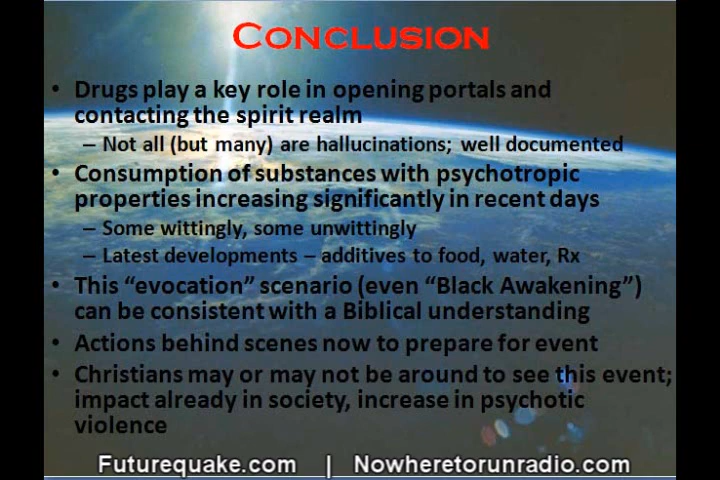 CONCLUSION
• Drugs play a key role in opening portals and
contacting the spirit realm
– Not all (but many) are hallucinations; well documented
• Consumption of substances with psychotropic
properties increasing significantly in recent days
– Some wittingly, some unwittingly
– Latest developments – additives to food, water, Rx
• This “evocation” scenario (even “Black Awakening”)
can be consistent with a Biblical understanding
• Actions behind scenes now to prepare for event
• Christians may or may not be around to see this event;
impact already in society, increase in psychotic
violence
Futurequake.com | Nowheretorunradio.com